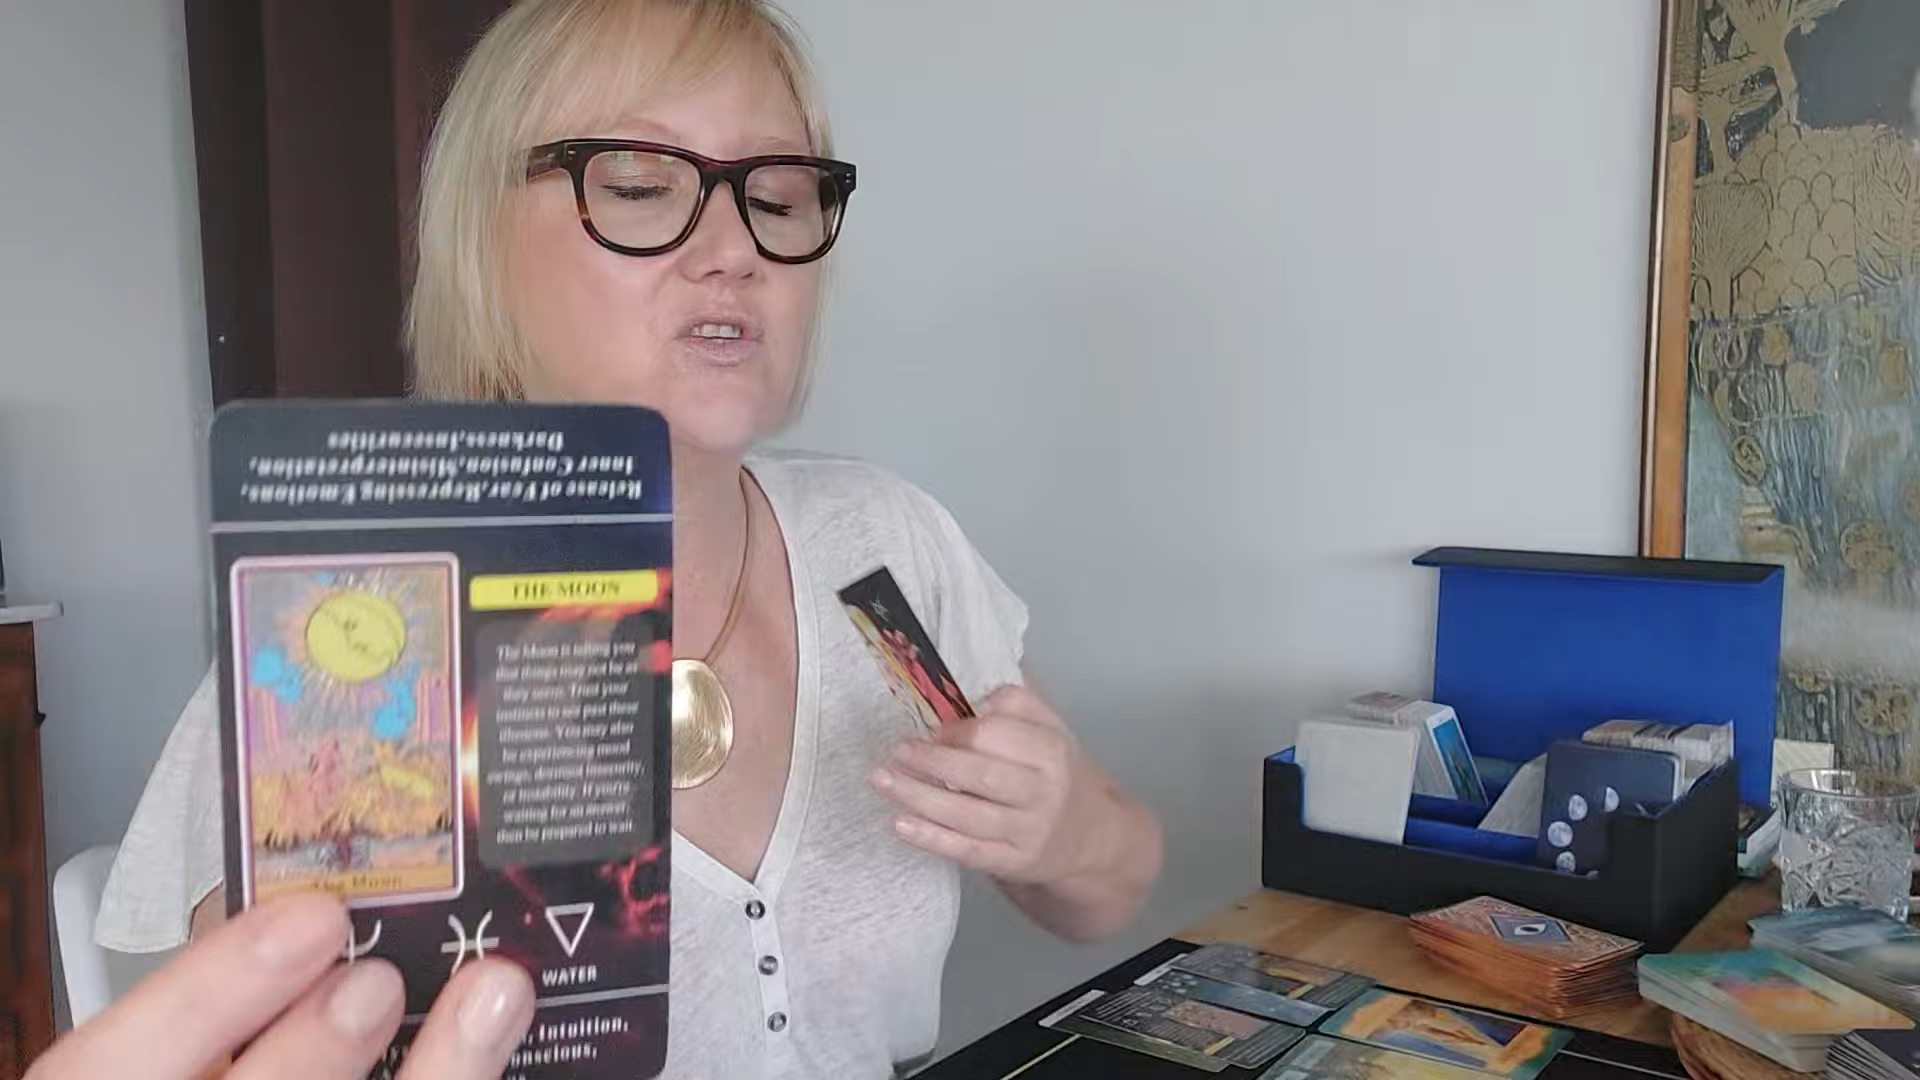 Release of Fear,Repressing Emotions,
Inner Confusion,Misinterpretation,
Darkness,Insecurities
THE MOON
The Moon is telling you
that things may not be as
they seem. Trust your
instincts to see past these
illusions. You may also
be experiencing mood
swings,
or instability. If you're
waiting for an answer,
then be prepared to wait
The Moon
WATER
, Intuition,